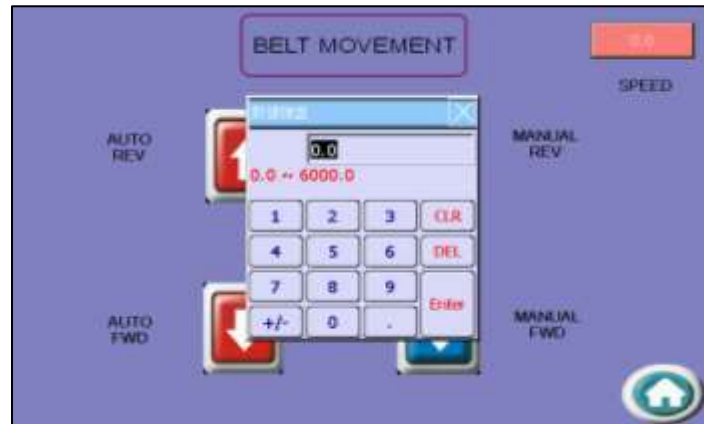 BELT MOVEMENT
0.0
SPEED
AUTO
REV
MANUAL
REV
0.0
0.0 ~ 6000.0
1 2 3 CLR
4 5 6 DEL
7 8 9
Enter
+/- 0 .
AUTO
FWD
MANUAL
FWD